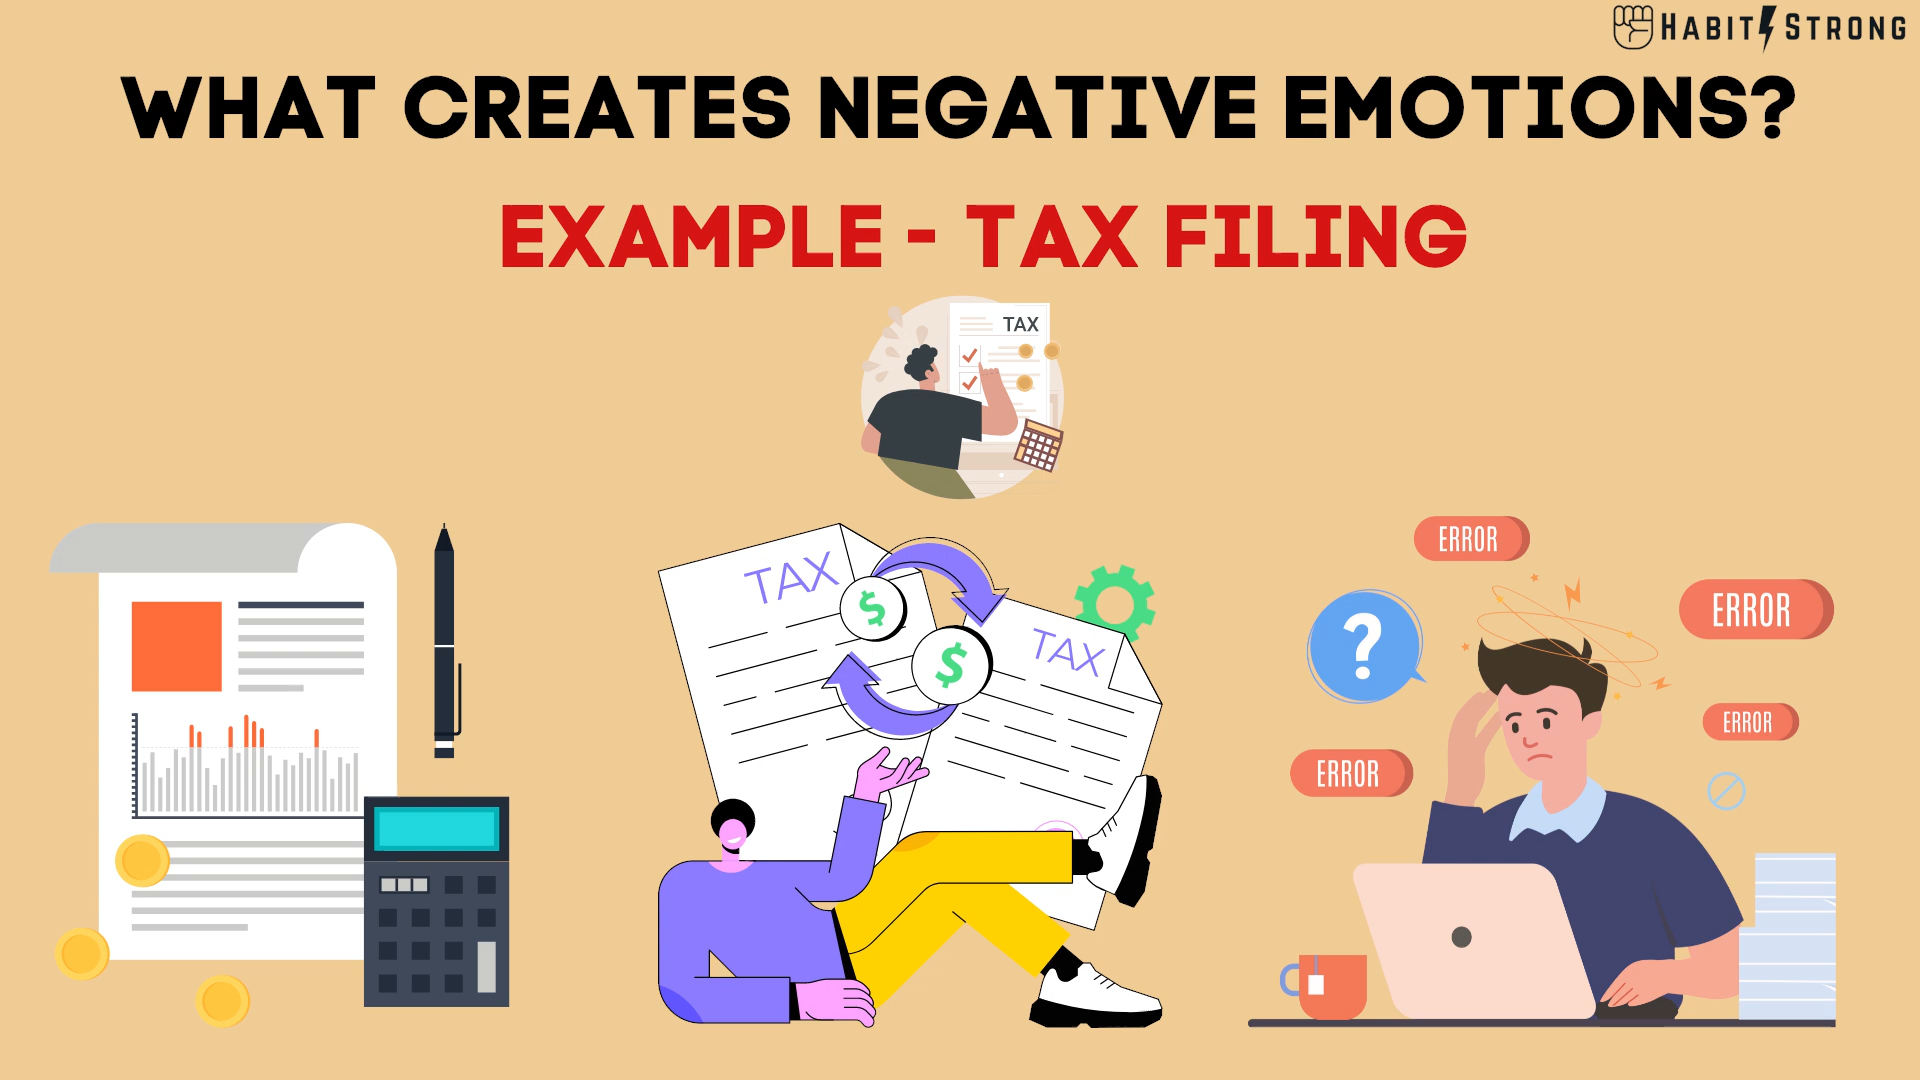 HABIT STRONG
WHAT CREATES NEGATIVE EMOTIONS?
EXAMPLE - TAX FILING
TAX
TAX
$
$
TAX
ERROR
ERROR
?
ERROR
ERROR